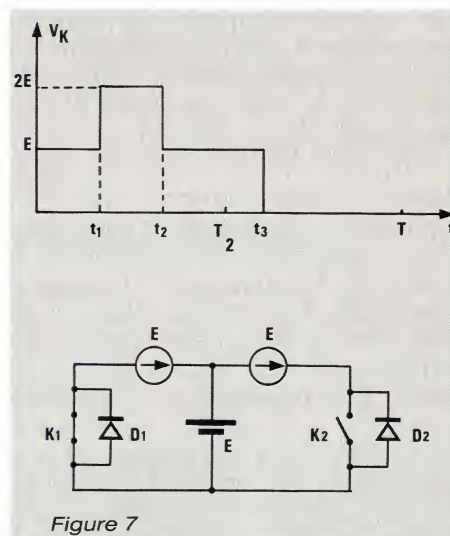 V_K
2E
E
t₁ t₂ T t₃ T t
2
E E
K1 D1 E K2 D2
Figure 7